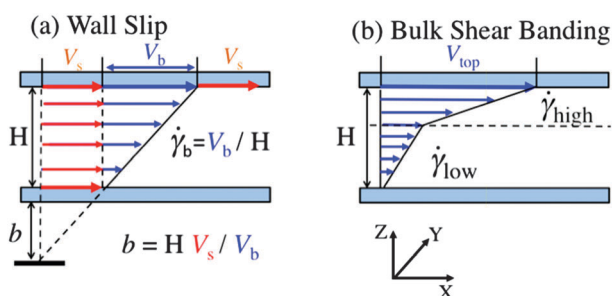 (a) Wall Slip
V_s V_b V_s
H
γ̇_b=V_b / H
b
b = H V_s / V_b
(b) Bulk Shear Banding
V_top
γ̇_high
H
γ̇_low
Z
Y
X